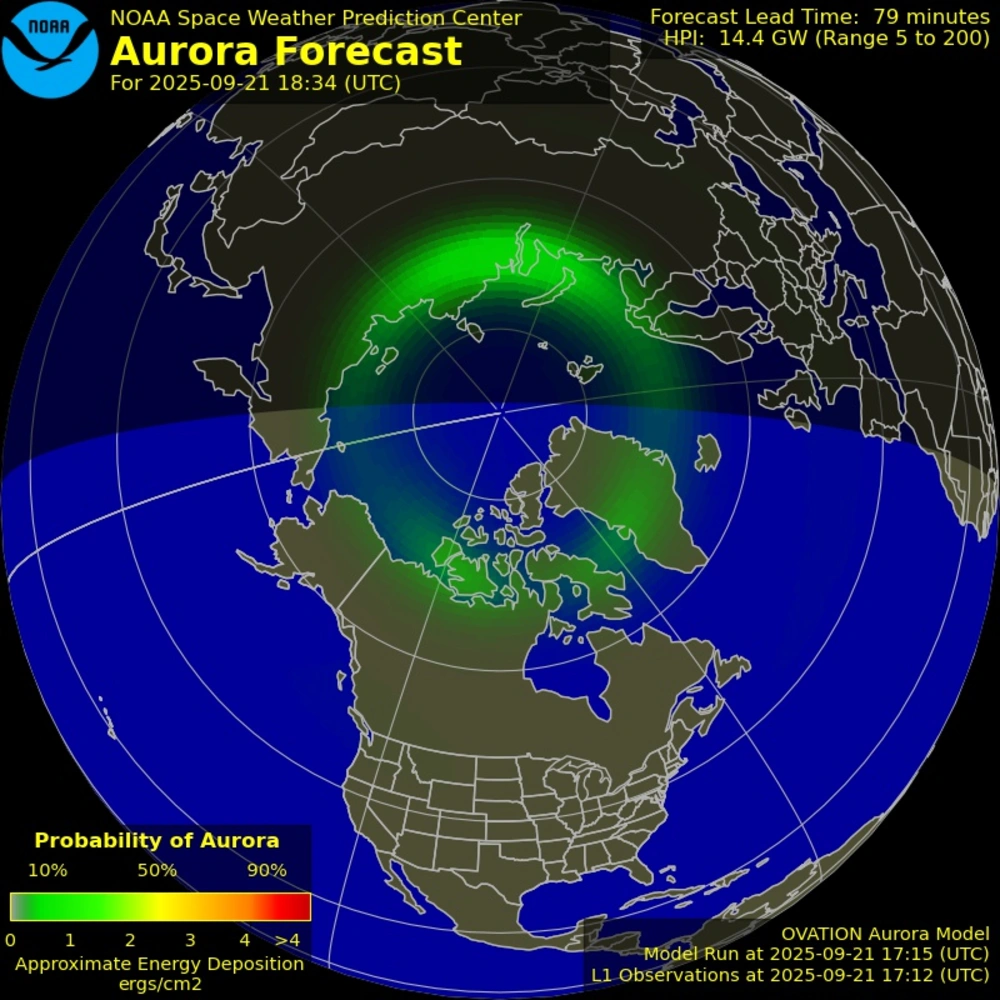 NOAA
NOAA Space Weather Prediction Center
Aurora Forecast
For 2025-09-21 18:34 (UTC)
Forecast Lead Time: 79 minutes
HPI: 14.4 GW (Range 5 to 200)
Probability of Aurora
10% 50% 90%
0 1 2 3 4 >4
Approximate Energy Deposition
ergs/cm2
OVATION Aurora Model
Model Run at 2025-09-21 17:15 (UTC)
L1 Observations at 2025-09-21 17:12 (UTC)